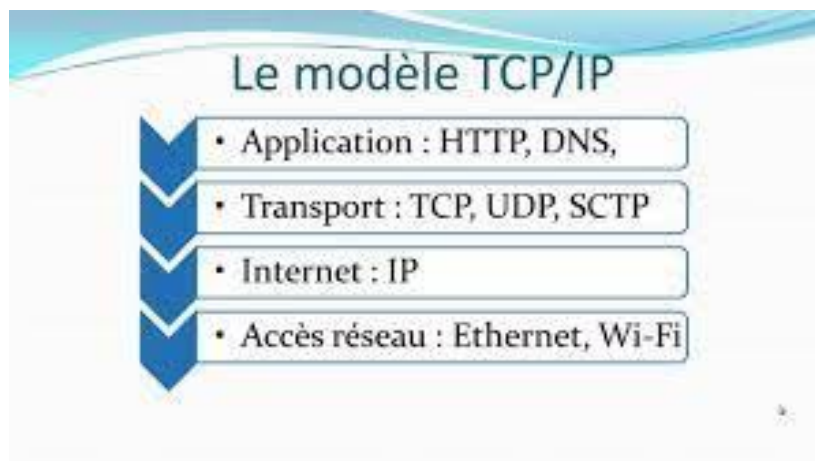 Le modèle TCP/IP
• Application : HTTP, DNS,
• Transport : TCP, UDP, SCTP
• Internet : IP
• Accès réseau : Ethernet, Wi-Fi